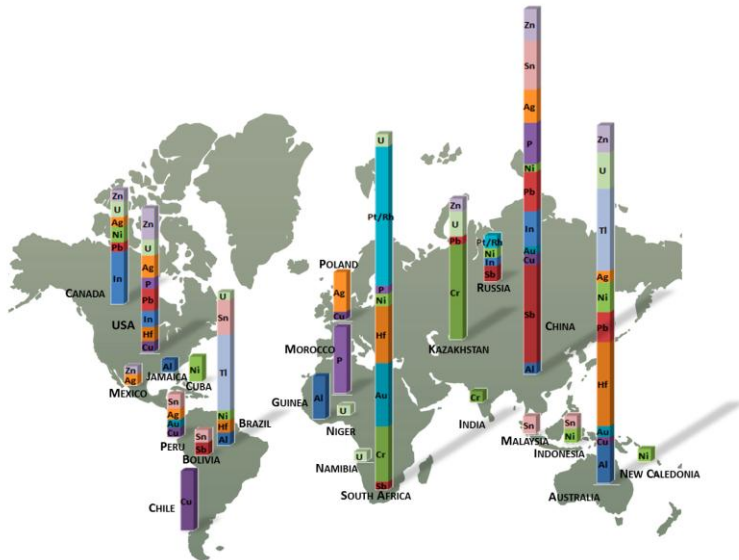 Zn
Sn
Ag
P
Ni
Pb
In
Au
Cu
Sb
Al
CHINA
Zn
U
Tl
Ag
Ni
Pb
Hf
Au
Cu
Al
AUSTRALIA
U
Pt/Rh
P
Ni
Hf
Au
Cr
Sb
SOUTH AFRICA
Zn
U
Ag
Ni
Pb
In
CANADA
Zn
U
Ag
P
Pb
In
Hf
Cu
USA
Zn
U
Pb
Cr
KAZAKHSTAN
Pt/Rh
Ni
In
Sb
RUSSIA
POLAND
Ag
Cu
MOROCCO
P
U
Sn
Tl
Ni
Hf
Al
BRAZIL
Zn
Ag
MEXICO
Al
JAMAICA
Ni
CUBA
GUINEA
Al
U
NIGER
Sn
Ag
Au
Cu
PERU
Sn
Sb
BOLIVIA
Cr
INDIA
Sn
MALAYSIA
Sn
Ni
INDONESIA
Ni
NEW CALEDONIA
U
NAMIBIA
Cu
CHILE